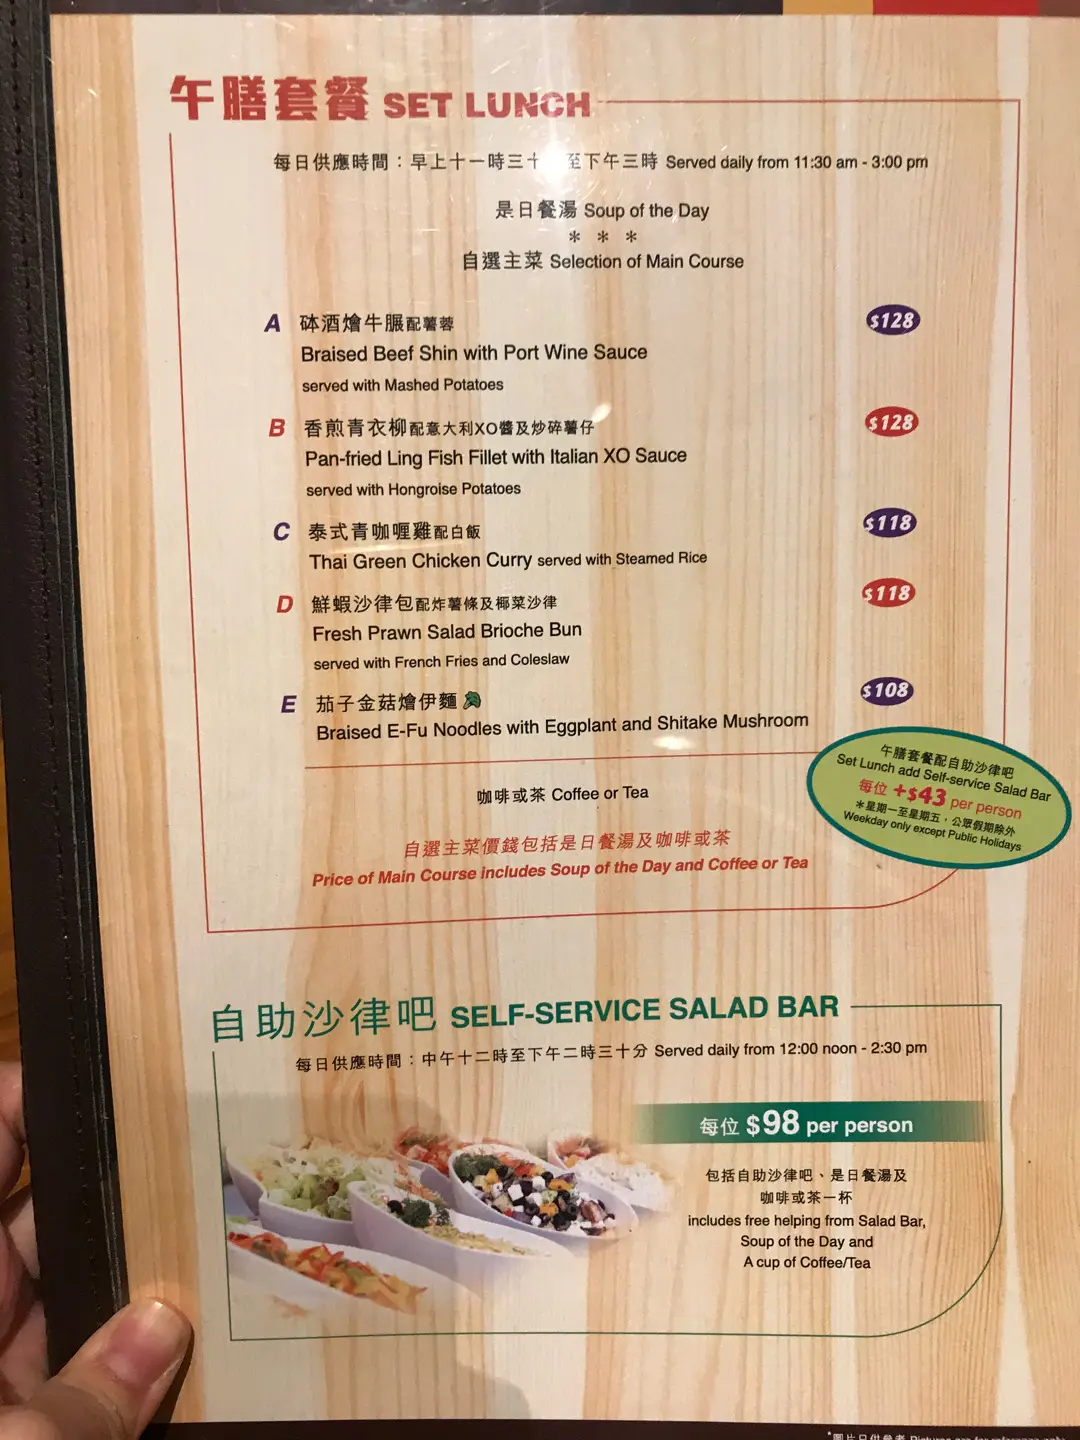 午膳套餐 SET LUNCH
每日供應時間：早上十一時三十 至下午三時 Served daily from 11:30 am - 3:00 pm
是日餐湯 Soup of the Day
* * *
自選主菜 Selection of Main Course
A 砵酒燴牛𦟌配薯蓉 $128
Braised Beef Shin with Port Wine Sauce
served with Mashed Potatoes
B 香煎青衣柳配意大利XO醬及炒碎薯仔 $128
Pan-fried Ling Fish Fillet with Italian XO Sauce
served with Hongroise Potatoes
C 泰式青咖喱雞配白飯 $118
Thai Green Chicken Curry served with Steamed Rice
D 鮮蝦沙律包配炸薯條及椰菜沙律 $118
Fresh Prawn Salad Brioche Bun
served with French Fries and Coleslaw
E 茄子金菇燴伊麵 $108
Braised E-Fu Noodles with Eggplant and Shitake Mushroom
午膳套餐配自助沙律吧
Set Lunch add Self-service Salad Bar
每位 +$43 per person
*星期一至星期五，公眾假期除外
Weekday only except Public Holidays
咖啡或茶 Coffee or Tea
自選主菜價錢包括是日餐湯及咖啡或茶
Price of Main Course includes Soup of the Day and Coffee or Tea
自助沙律吧 SELF-SERVICE SALAD BAR
每日供應時間：中午十二時至下午二時三十分 Served daily from 12:00 noon - 2:30 pm
每位 $98 per person
包括自助沙律吧、是日餐湯及
咖啡或茶一杯
includes free helping from Salad Bar,
Soup of the Day and
A cup of Coffee/Tea
*圖片只供參考 Pictures are for reference only